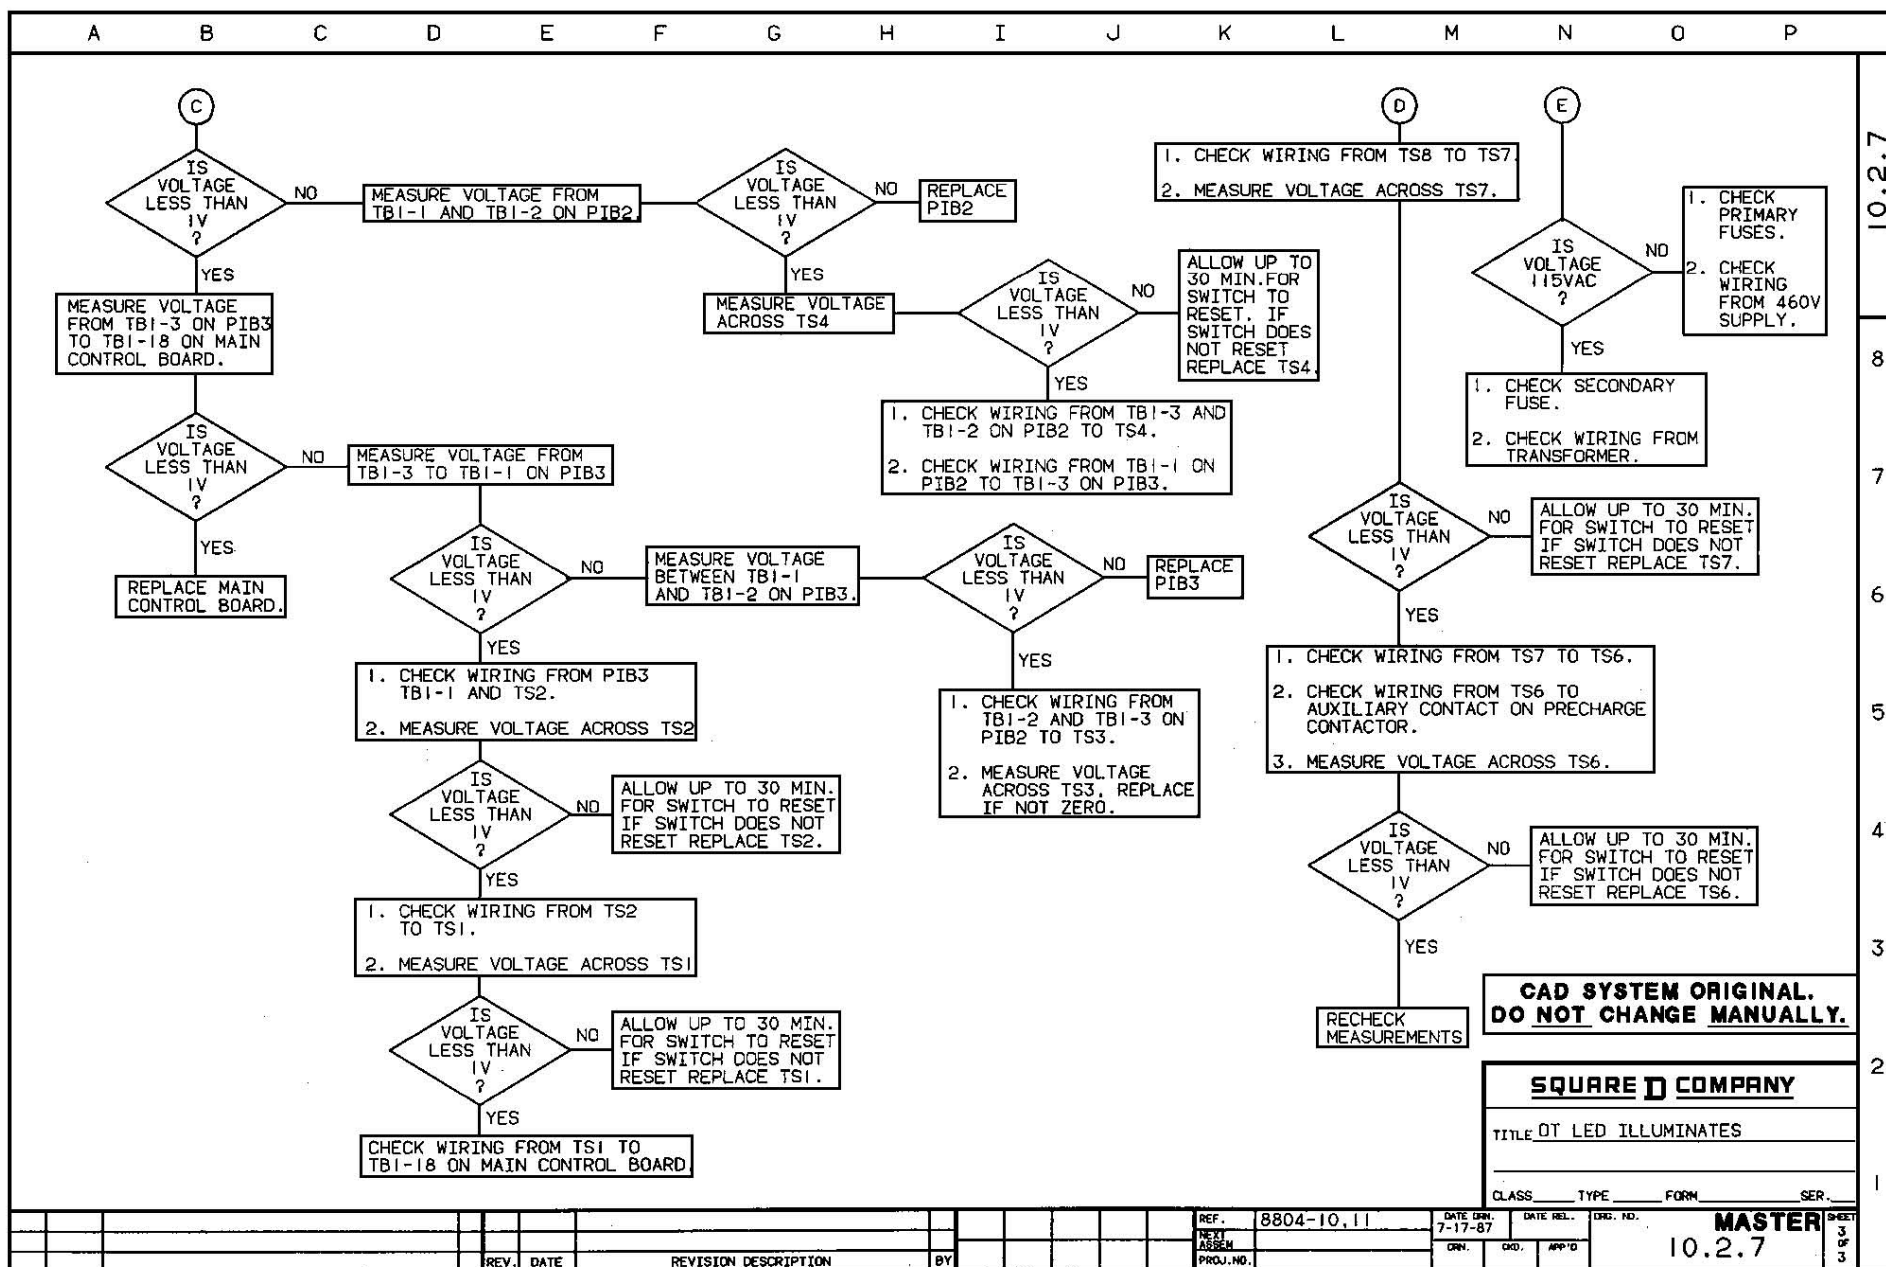 A B C D E F G H I J K L M N O P
C
IS
VOLTAGE
LESS THAN
1V
?
NO
YES
MEASURE VOLTAGE FROM
TB1-1 AND TB1-2 ON PIB2.
IS
VOLTAGE
LESS THAN
1V
?
NO
YES
REPLACE
PIB2
MEASURE VOLTAGE
ACROSS TS4
IS
VOLTAGE
LESS THAN
1V
?
NO
YES
ALLOW UP TO
30 MIN.FOR
SWITCH TO
RESET. IF
SWITCH DOES
NOT RESET
REPLACE TS4.
1. CHECK WIRING FROM TB1-3 AND
TB1-2 ON PIB2 TO TS4.
2. CHECK WIRING FROM TB1-1 ON
PIB2 TO TB1-3 ON PIB3.
MEASURE VOLTAGE
FROM TB1-3 ON PIB3
TO TB1-18 ON MAIN
CONTROL BOARD.
IS
VOLTAGE
LESS THAN
1V
?
NO
YES
REPLACE MAIN
CONTROL BOARD.
MEASURE VOLTAGE FROM
TB1-3 TO TB1-1 ON PIB3
IS
VOLTAGE
LESS THAN
1V
?
NO
YES
MEASURE VOLTAGE
BETWEEN TB1-1
AND TB1-2 ON PIB3.
IS
VOLTAGE
LESS THAN
1V
?
NO
YES
REPLACE
PIB3
1. CHECK WIRING FROM
TB1-2 AND TB1-3 ON
PIB2 TO TS3.
2. MEASURE VOLTAGE
ACROSS TS3, REPLACE
IF NOT ZERO.
1. CHECK WIRING FROM PIB3
TB1-1 AND TS2.
2. MEASURE VOLTAGE ACROSS TS2
IS
VOLTAGE
LESS THAN
1V
?
NO
YES
ALLOW UP TO 30 MIN.
FOR SWITCH TO RESET
IF SWITCH DOES NOT
RESET REPLACE TS2.
1. CHECK WIRING FROM TS2
TO TS1.
2. MEASURE VOLTAGE ACROSS TS1
IS
VOLTAGE
LESS THAN
1V
?
NO
YES
ALLOW UP TO 30 MIN.
FOR SWITCH TO RESET
IF SWITCH DOES NOT
RESET REPLACE TS1.
CHECK WIRING FROM TS1 TO
TB1-18 ON MAIN CONTROL BOARD.
D
1. CHECK WIRING FROM TS8 TO TS7.
2. MEASURE VOLTAGE ACROSS TS7.
IS
VOLTAGE
LESS THAN
1V
?
NO
YES
ALLOW UP TO 30 MIN.
FOR SWITCH TO RESET
IF SWITCH DOES NOT
RESET REPLACE TS7.
1. CHECK WIRING FROM TS7 TO TS6.
2. CHECK WIRING FROM TS6 TO
AUXILIARY CONTACT ON PRECHARGE
CONTACTOR.
3. MEASURE VOLTAGE ACROSS TS6.
IS
VOLTAGE
LESS THAN
1V
?
NO
YES
ALLOW UP TO 30 MIN.
FOR SWITCH TO RESET
IF SWITCH DOES NOT
RESET REPLACE TS6.
RECHECK
MEASUREMENTS
E
IS
VOLTAGE
115VAC
?
NO
YES
1. CHECK
PRIMARY
FUSES.
2. CHECK
WIRING
FROM 460V
SUPPLY.
1. CHECK SECONDARY
FUSE.
2. CHECK WIRING FROM
TRANSFORMER.
10.2.7
8
7
6
5
4
3
2
1
CAD SYSTEM ORIGINAL.
DO NOT CHANGE MANUALLY.
SQUARE D COMPANY
TITLE OT LED ILLUMINATES
CLASS TYPE FORM SER.
REV. DATE REVISION DESCRIPTION BY
REF. 8804-10,11
NEXT
ASSEM
PROJ.NO.
DATE DRN. DATE REL. DRG. NO.
7-17-87
DRN. CKD. APP'D
MASTER
10.2.7
SHEET
3
OF
3